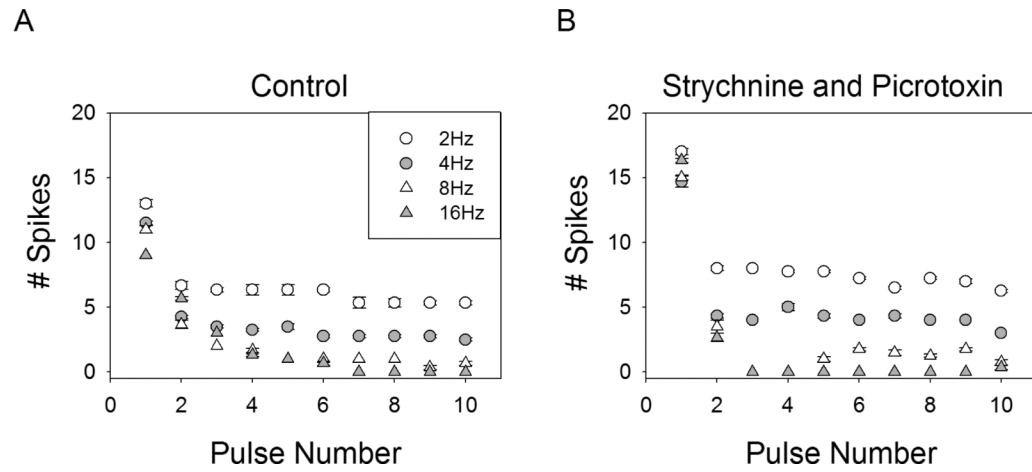 A
B
Control
Strychnine and Picrotoxin
20
15
10
5
0
# Spikes
2Hz
4Hz
8Hz
16Hz
0 2 4 6 8 10
Pulse Number
20
15
10
5
0
# Spikes
0 2 4 6 8 10
Pulse Number